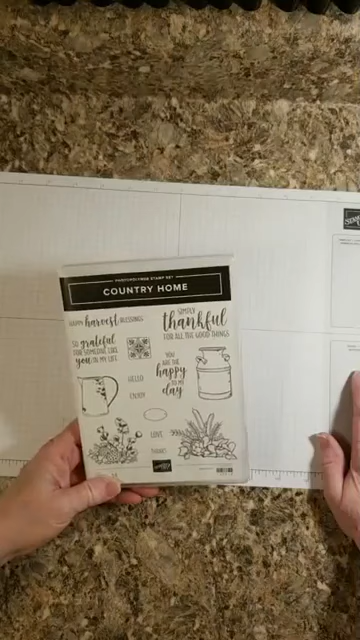 PHOTOPOLYMER STAMP SET
COUNTRY HOME
HAPPY harvest BLESSINGS
SIMPLY
thankful
FOR ALL THE GOOD THINGS
SO grateful
FOR SOMEONE LIKE
you IN MY LIFE
YOU
ARE THE
happy
TO MY
day
HELLO
ENJOY
LOVE
THANKS